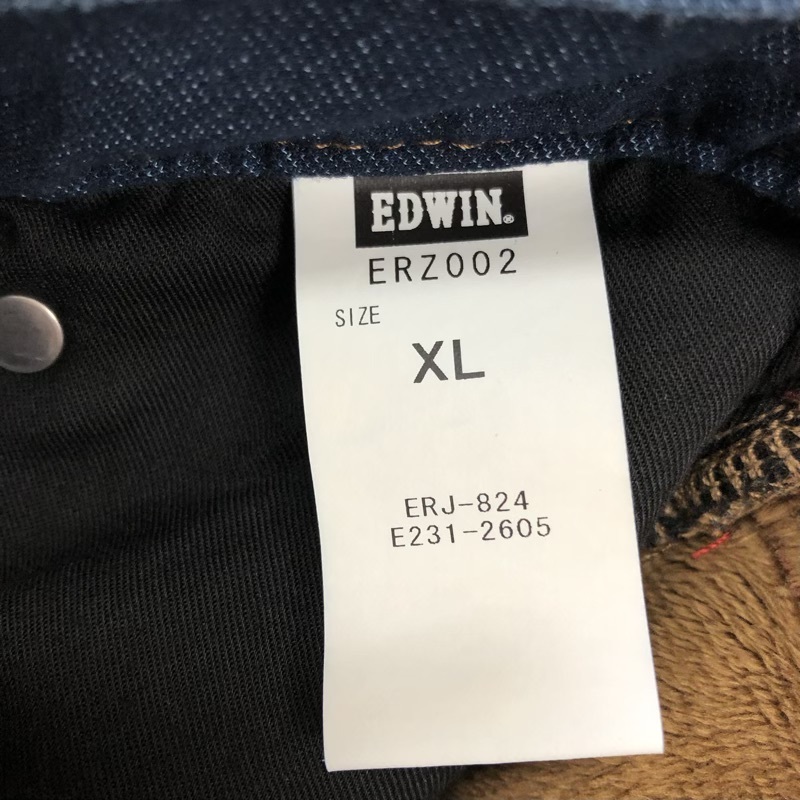 EDWIN®
ERZ002
SIZE
XL
ERJ-824
E231-2605